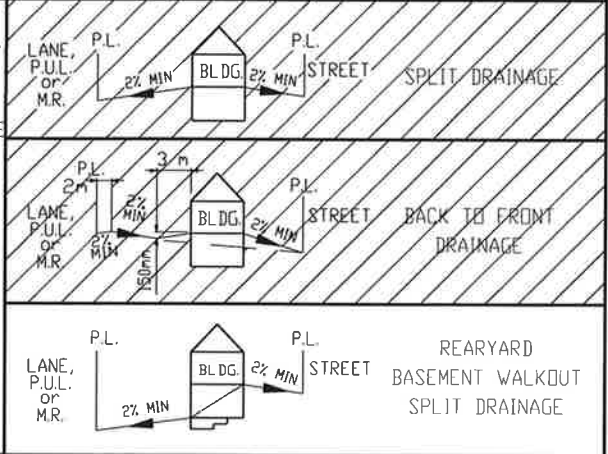 P.L.
LANE,
P.U.L.
or
M.R.
2% MIN
BLDG.
2% MIN
P.L.
STREET
SPLIT DRAINAGE
3 m
P.L.
2m
2% MIN
LANE,
P.U.L.
or
M.R.
2% MIN
150mm
BLDG.
2% MIN
P.L.
STREET
BACK TO FRONT
DRAINAGE
P.L.
LANE,
P.U.L.
or
M.R.
2% MIN
BLDG.
2% MIN
P.L.
STREET
REARYARD
BASEMENT WALKOUT
SPLIT DRAINAGE